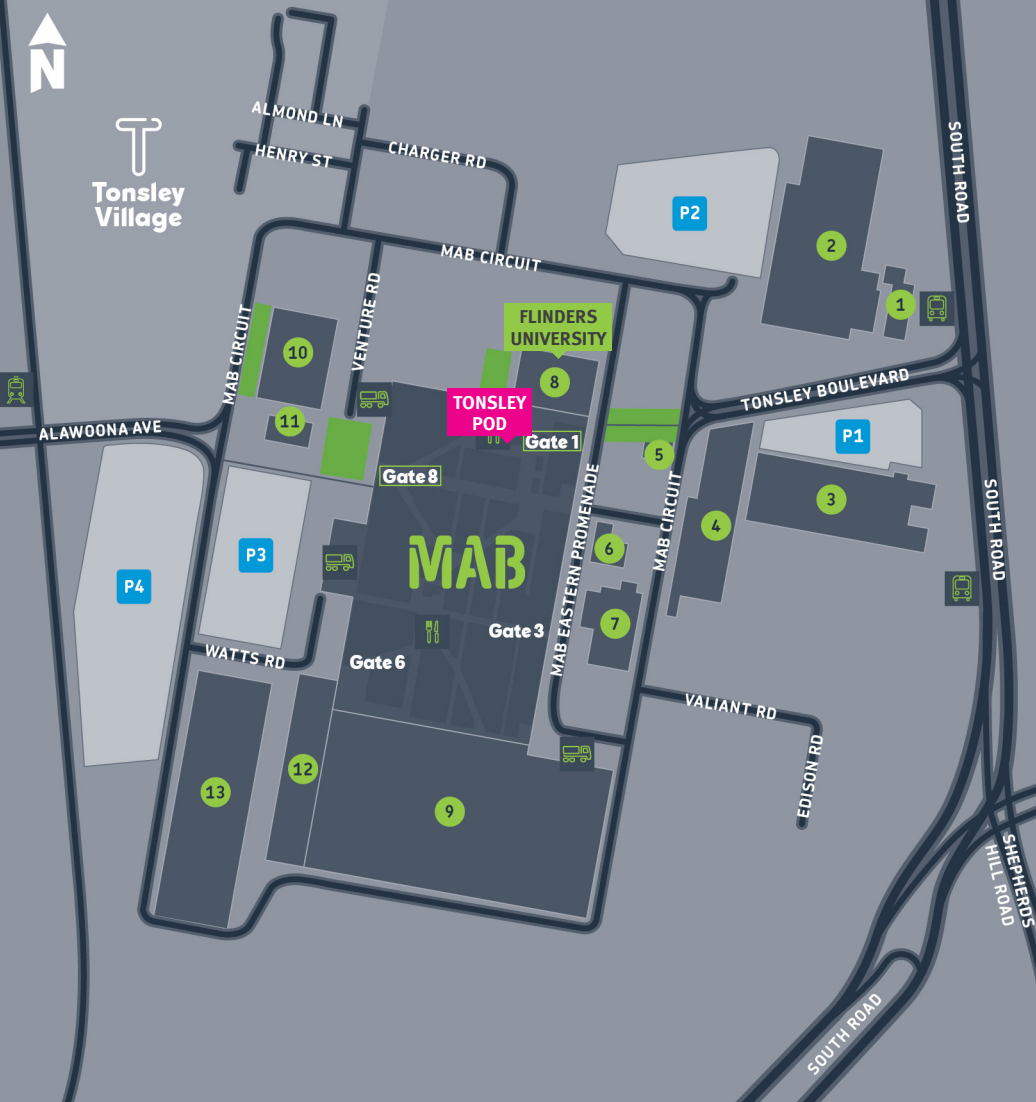 N
ALMOND LN
HENRY ST
CHARGER RD
Tonsley
Village
SOUTH ROAD
P2
2
MAB CIRCUIT
1
VENTURE RD
MAB CIRCUIT
FLINDERS
UNIVERSITY
10
8
TONSLEY BOULEVARD
TONSLEY
POD
11
ALAWOONA AVE
Gate 1
P1
5
Gate 8
MAB CIRCUIT
3
SOUTH ROAD
4
MAB EASTERN PROMENADE
6
P3
MAB
P4
7
Gate 3
WATTS RD
Gate 6
VALIANT RD
EDISON RD
12
13
9
SHEPHERDS
HILL ROAD
SOUTH ROAD